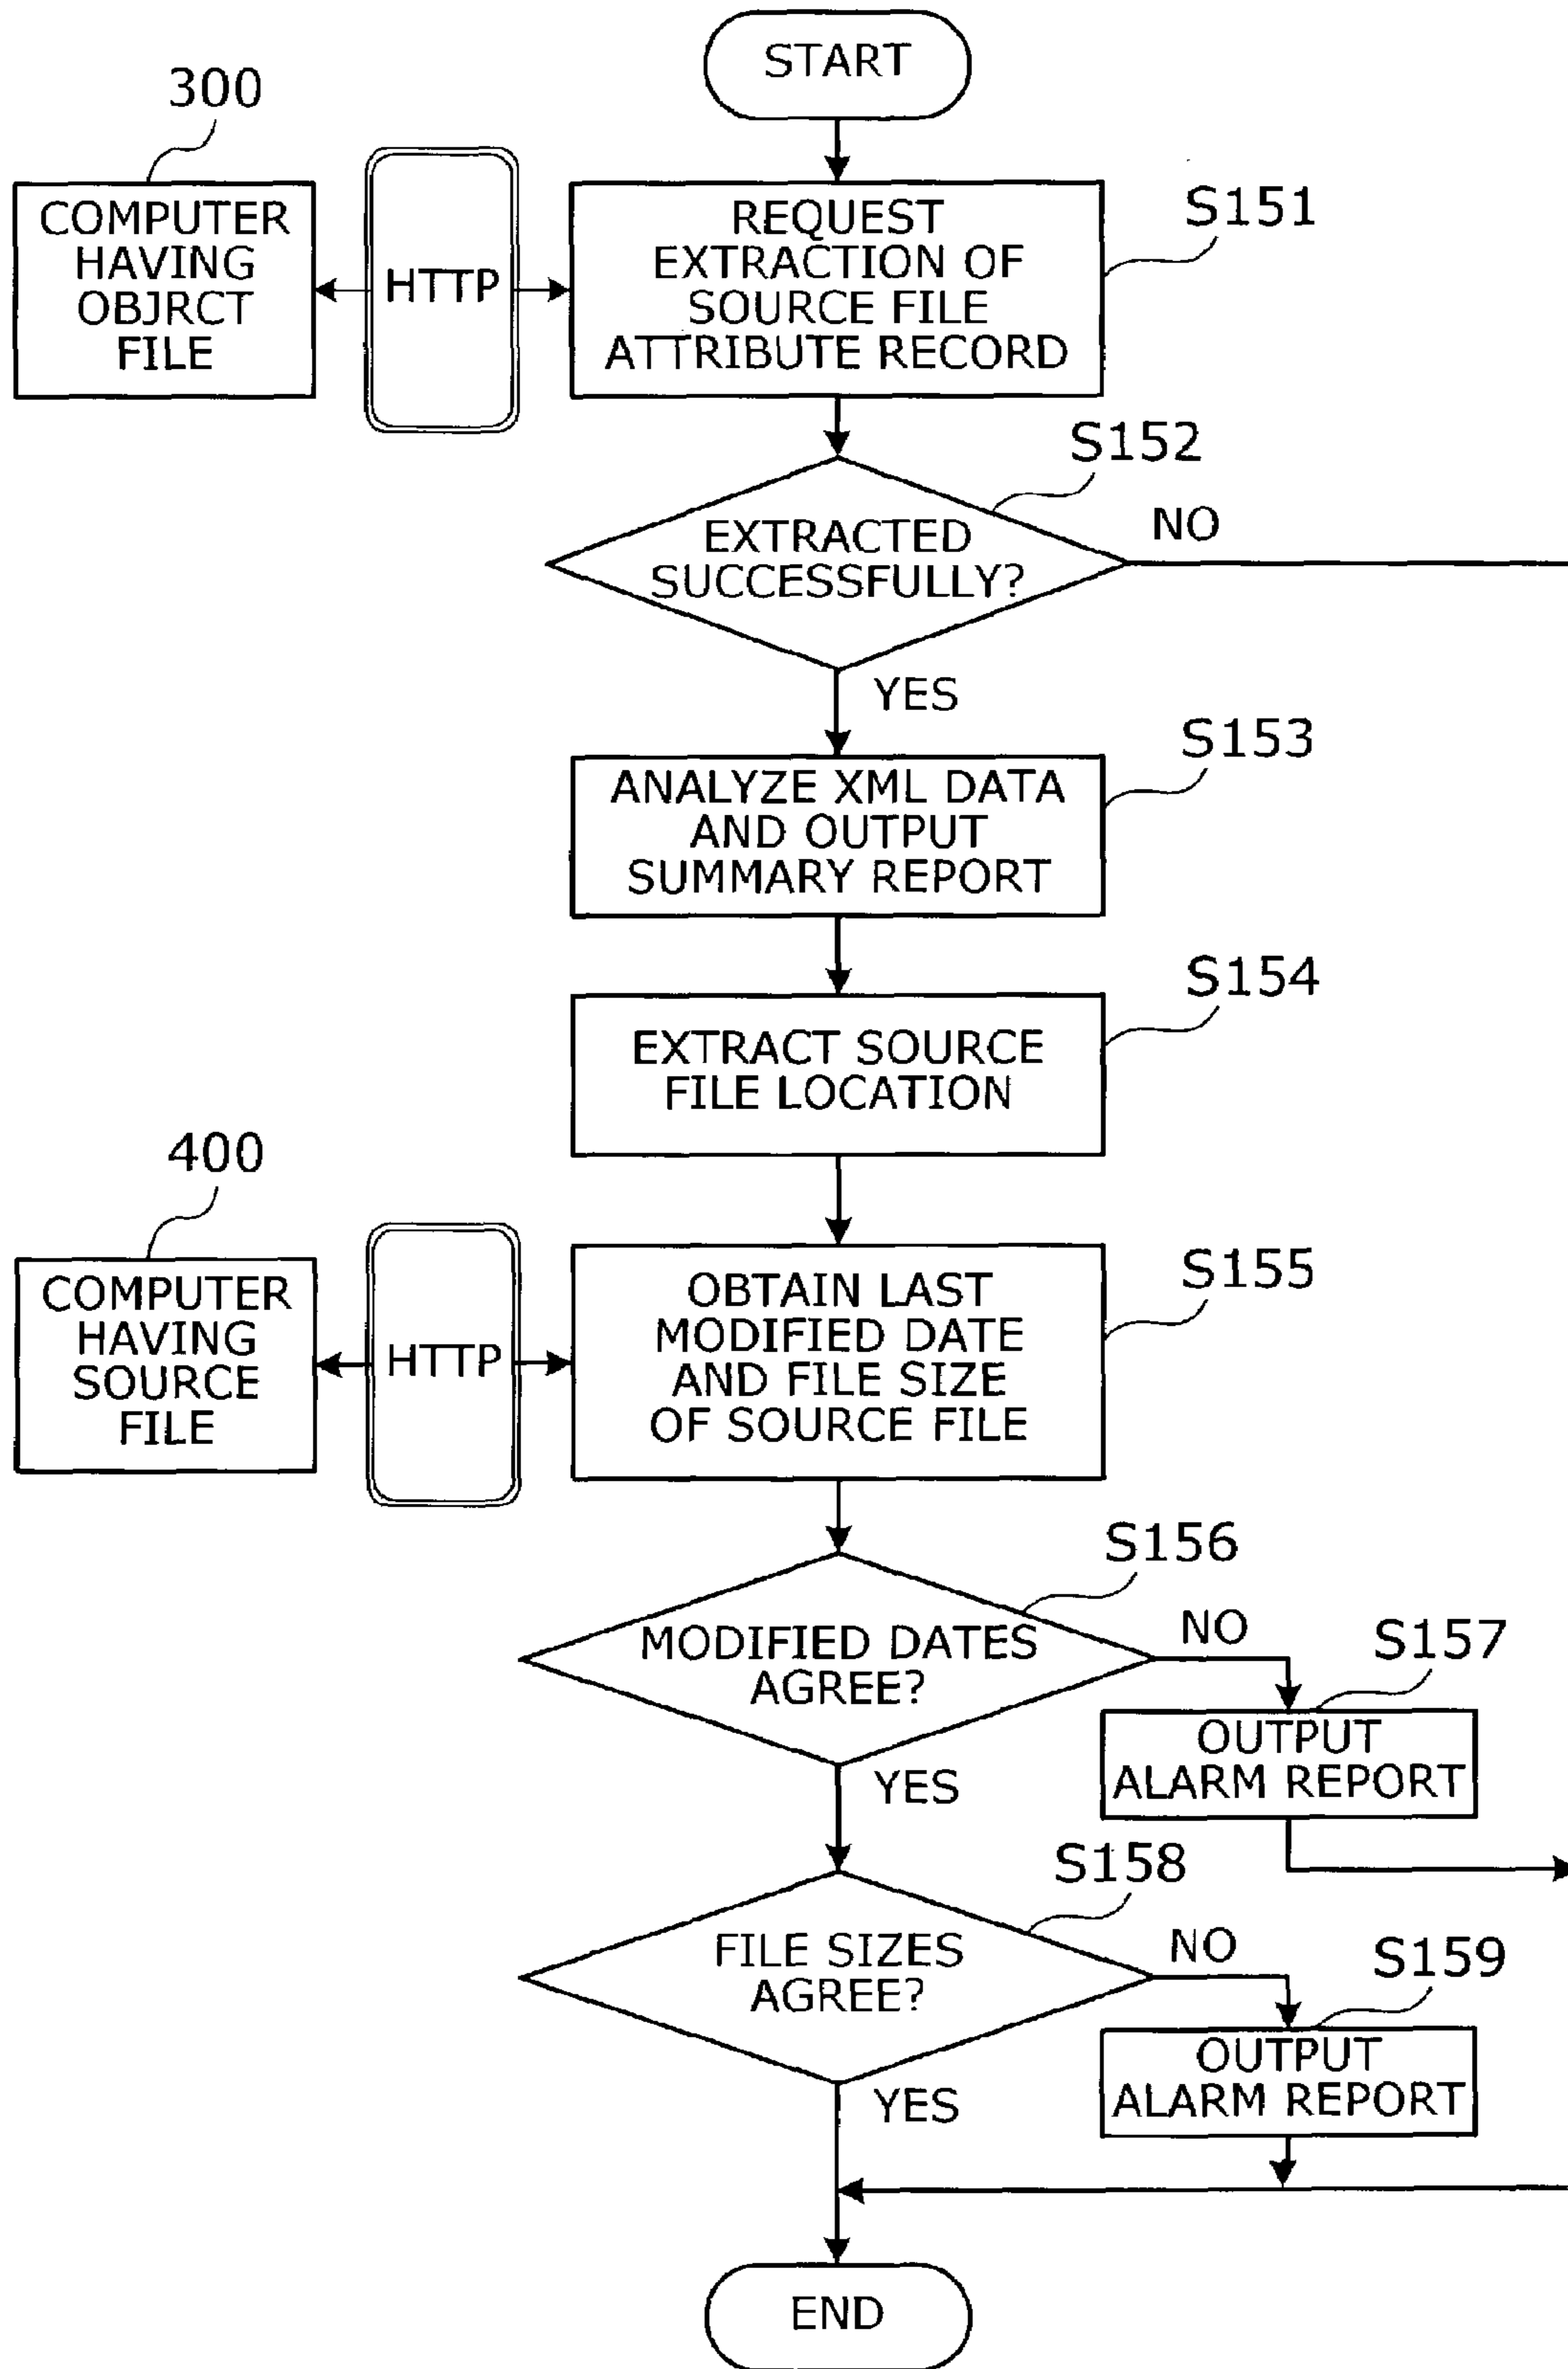 START
300
COMPUTER
HAVING
OBJRCT
FILE
HTTP
REQUEST
EXTRACTION OF
SOURCE FILE
ATTRIBUTE RECORD
S151
S152
EXTRACTED
SUCCESSFULLY?
NO
YES
S153
ANALYZE XML DATA
AND OUTPUT
SUMMARY REPORT
S154
EXTRACT SOURCE
FILE LOCATION
400
COMPUTER
HAVING
SOURCE
FILE
HTTP
OBTAIN LAST
MODIFIED DATE
AND FILE SIZE
OF SOURCE FILE
S155
S156
MODIFIED DATES
AGREE?
NO
S157
OUTPUT
ALARM REPORT
YES
S158
FILE SIZES
AGREE?
NO
S159
OUTPUT
ALARM REPORT
YES
END